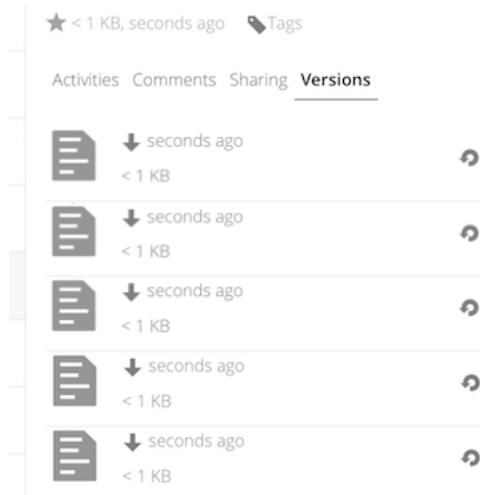 < 1 KB, seconds ago Tags
Activities Comments Sharing Versions
seconds ago
< 1 KB
seconds ago
< 1 KB
seconds ago
< 1 KB
seconds ago
< 1 KB
seconds ago
< 1 KB